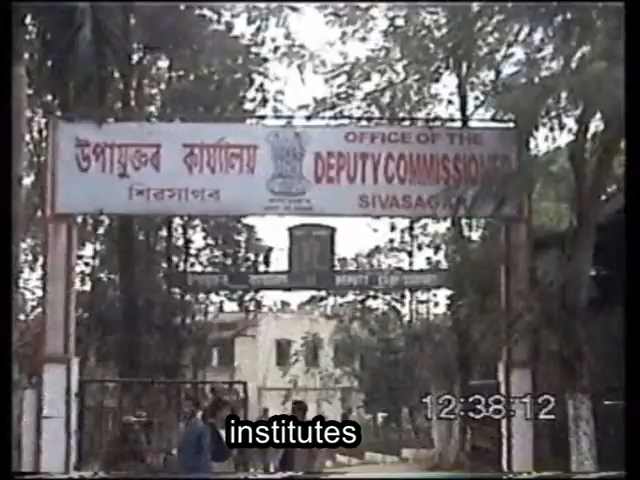 উপায়ুক্তৰ কাৰ্য্যালয়
শিৱসাগৰ
OFFICE OF THE
DEPUTY COMMISSIONER
SIVASAGAR
12:38:12
institutes